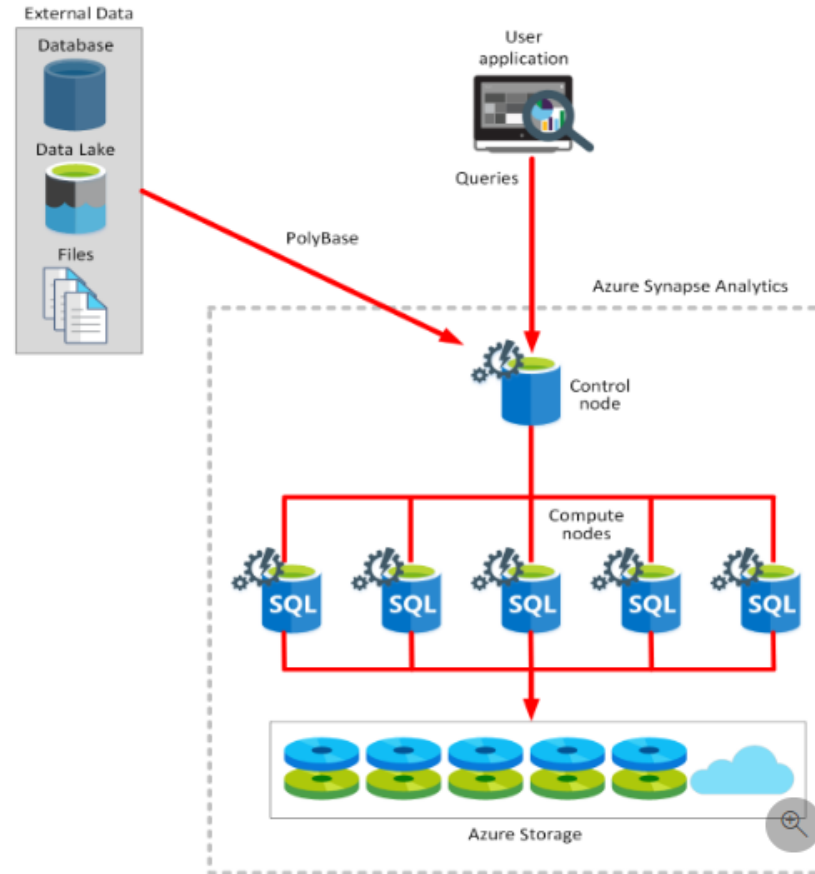 External Data
Database
Data Lake
Files
User
application
Queries
PolyBase
Azure Synapse Analytics
Control
node
Compute
nodes
SQL
SQL
SQL
SQL
SQL
Azure Storage